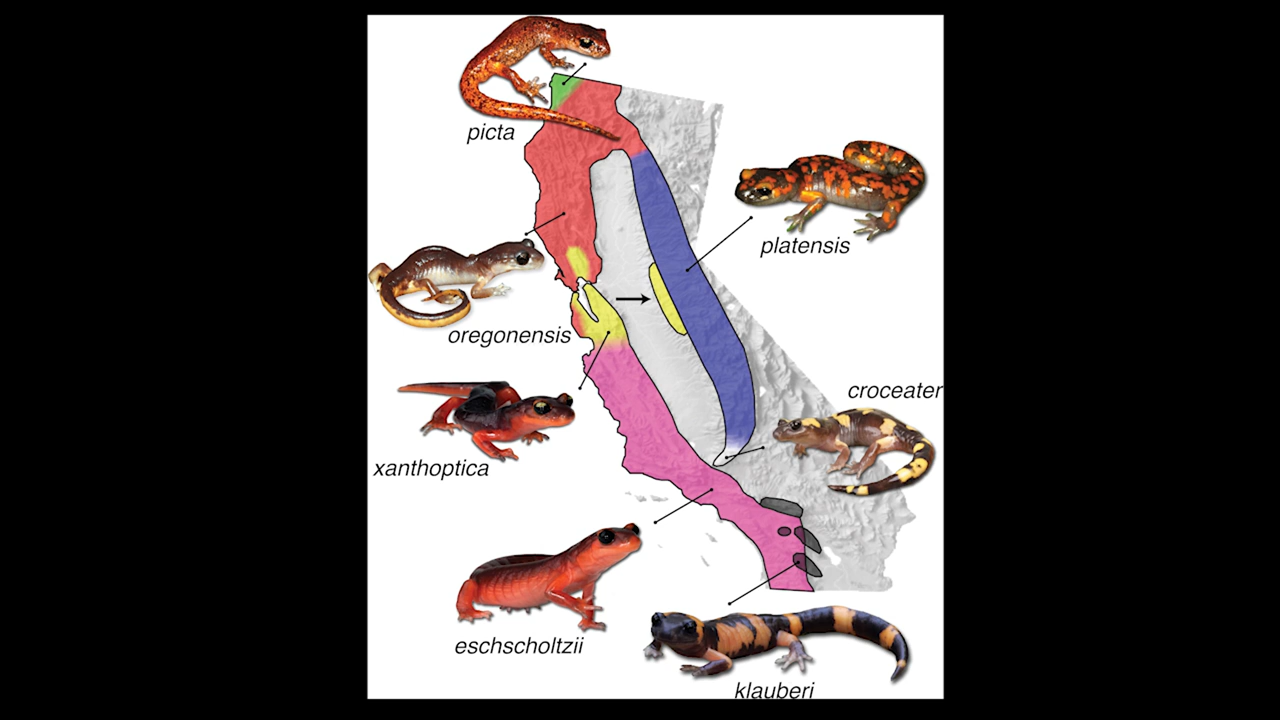 picta
platensis
oregonensis
croceater
xanthoptica
eschscholtzii
klauberi